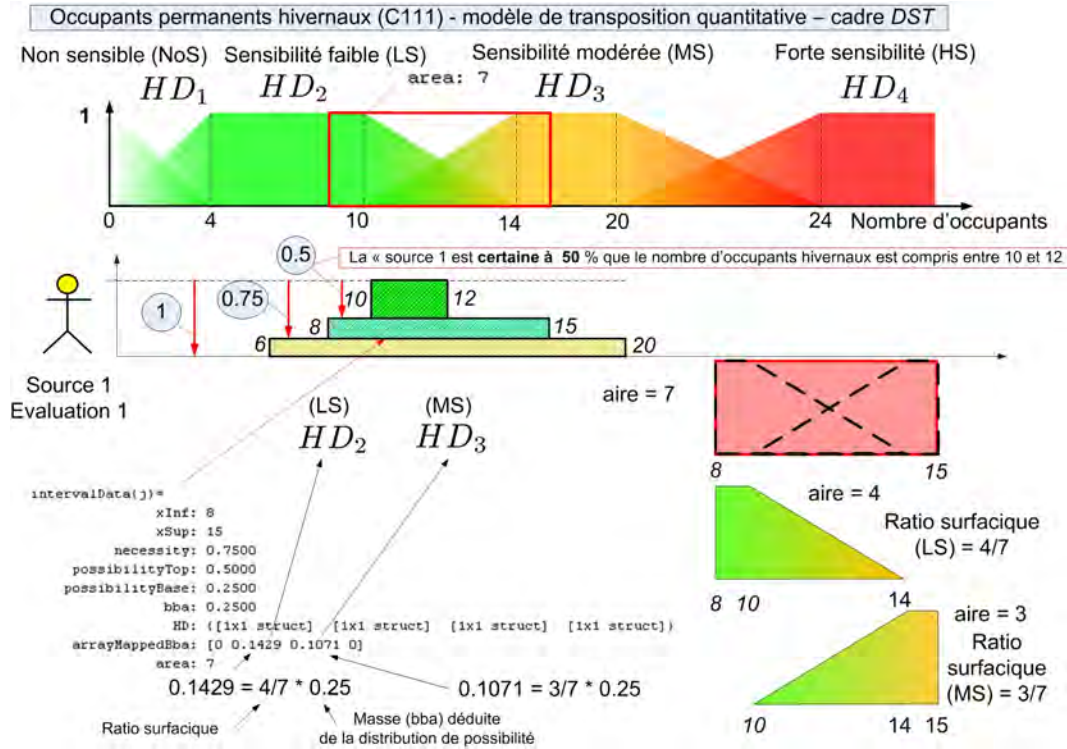 Occupants permanents hivernaux (C111) - modèle de transposition quantitative – cadre DST
Non sensible (NoS) Sensibilité faible (LS) Sensibilité modérée (MS) Forte sensibilité (HS)
HD1 HD2 area: 7 HD3 HD4
1
0 4 10 14 20 24 Nombre d'occupants
0.5 La « source 1 est certaine à 50 % que le nombre d'occupants hivernaux est compris entre 10 et 12
1 0.75 10 12
8 15
6 20
Source 1
Evaluation 1
aire = 7
8 15
(LS) (MS)
HD2 HD3
intervalData(j)=
xInf: 8
xSup: 15
necessity: 0.7500
possibilityTop: 0.5000
possibilityBase: 0.2500
bba: 0.2500
HD: ([1x1 struct] [1x1 struct] [1x1 struct] [1x1 struct])
arrayMappedBba: [0 0.1429 0.1071 0]
area: 7
0.1429 = 4/7 * 0.25 0.1071 = 3/7 * 0.25
Ratio surfacique Masse (bba) déduite
de la distribution de possibilité
aire = 4
Ratio surfacique
(LS) = 4/7
8 10 14
aire = 3
Ratio
surfacique
(MS) = 3/7
10 14 15